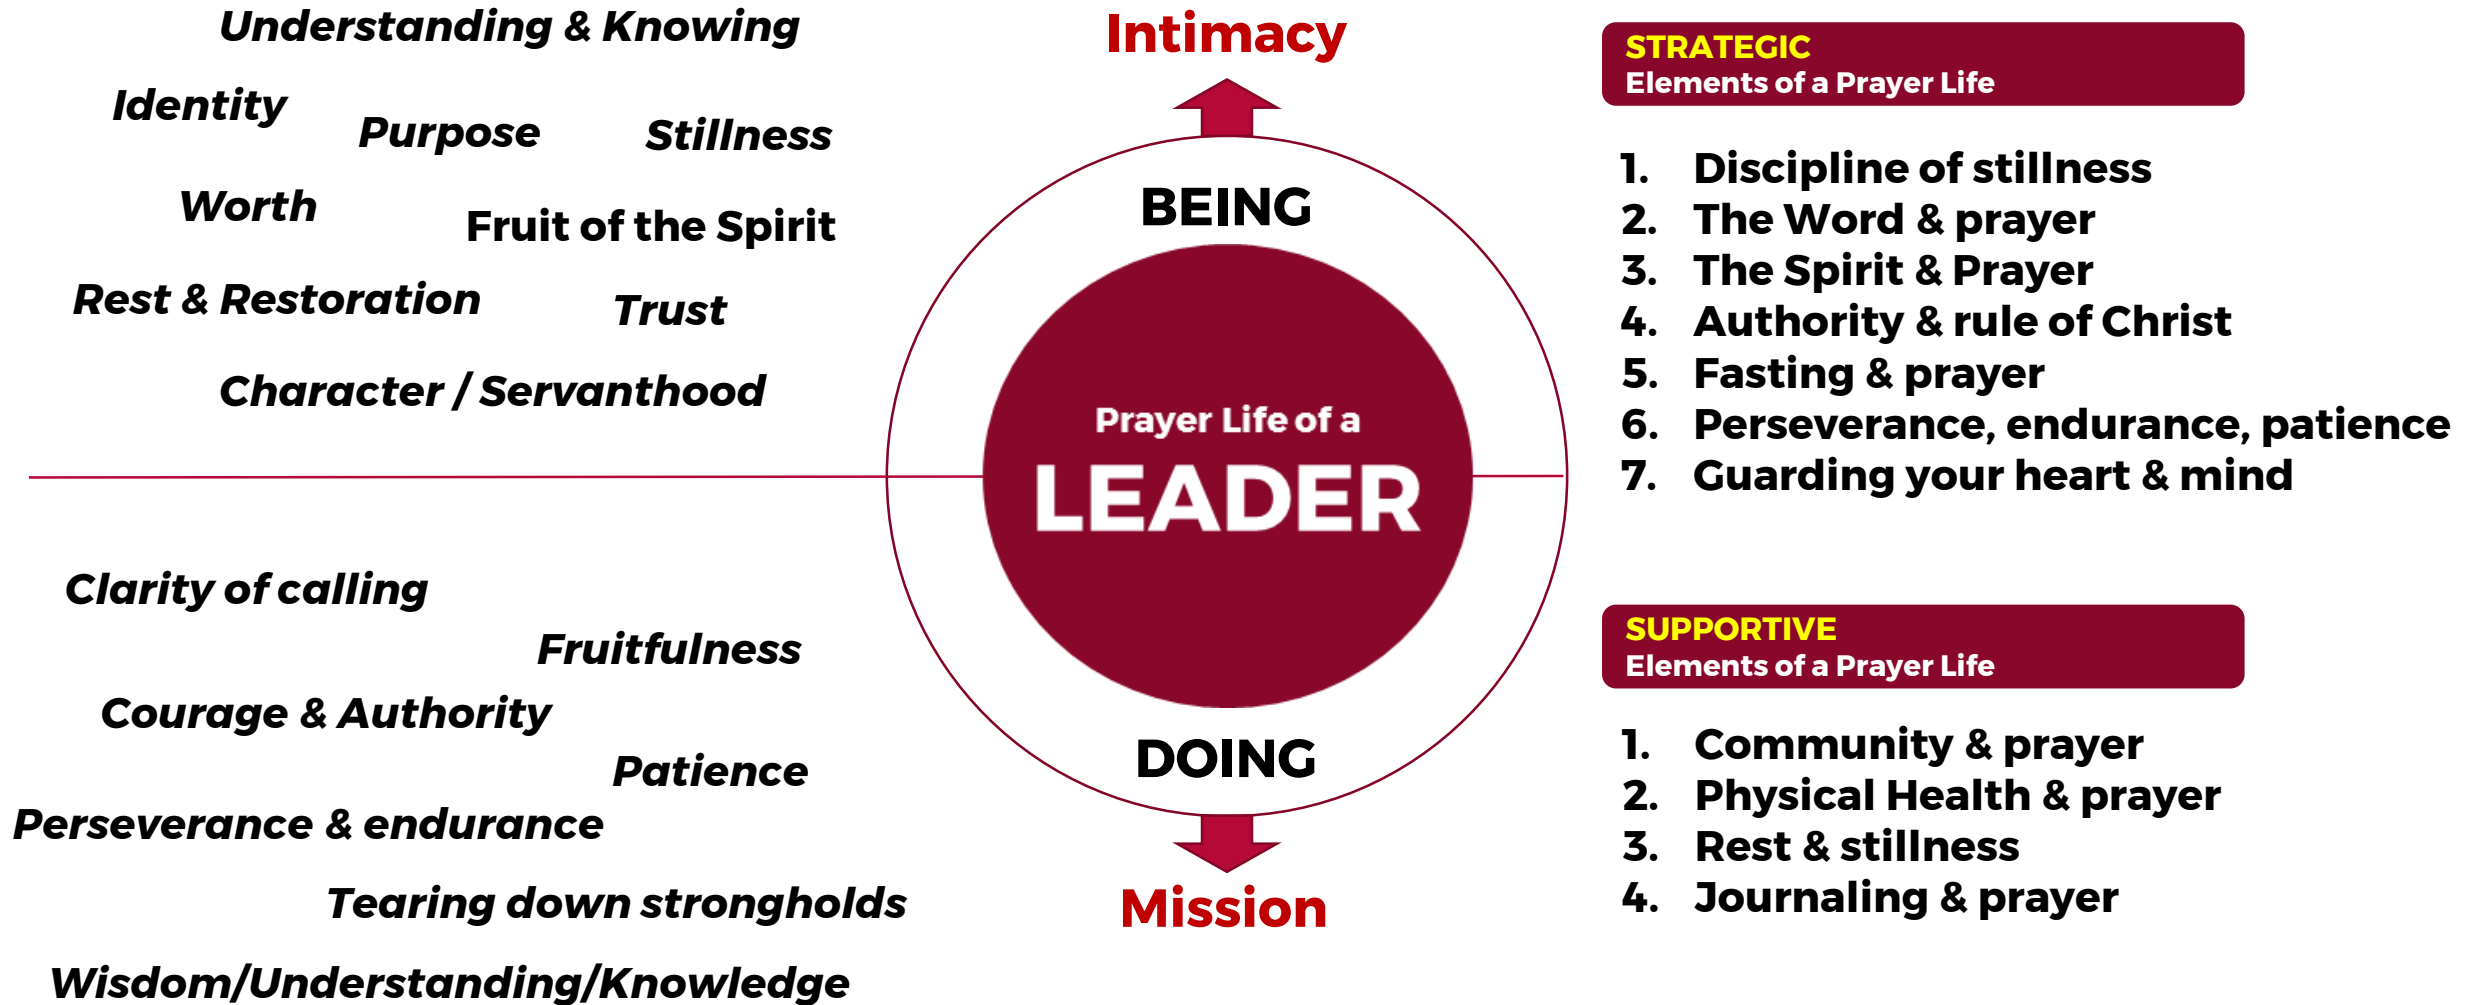 Understanding & Knowing
Identity
Purpose
Stillness
Worth
Fruit of the Spirit
Rest & Restoration
Trust
Character / Servanthood
Clarity of calling
Fruitfulness
Courage & Authority
Patience
Perseverance & endurance
Tearing down strongholds
Wisdom/Understanding/Knowledge
Intimacy
BEING
Prayer Life of a
LEADER
DOING
Mission
STRATEGIC
Elements of a Prayer Life
1. Discipline of stillness
2. The Word & prayer
3. The Spirit & Prayer
4. Authority & rule of Christ
5. Fasting & prayer
6. Perseverance, endurance, patience
7. Guarding your heart & mind
SUPPORTIVE
Elements of a Prayer Life
1. Community & prayer
2. Physical Health & prayer
3. Rest & stillness
4. Journaling & prayer